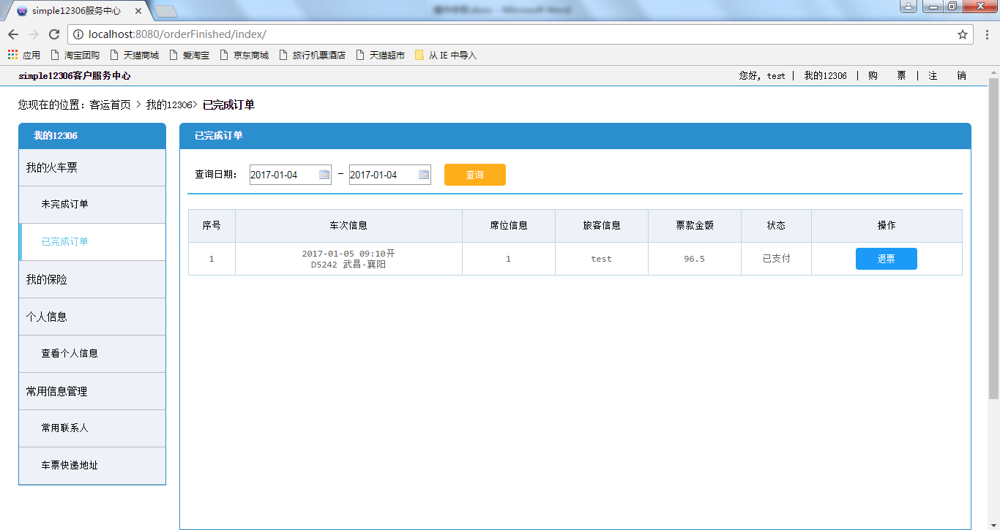 simple12306服务中心
localhost:8080/orderFinished/index/
应用 淘宝团购 天猫商城 爱淘宝 京东商城 旅行机票酒店 天猫超市 从 IE 中导入
simple12306客户服务中心 您好, test | 我的12306 | 购 票 | 注 销
您现在的位置：客运首页 > 我的12306> 已完成订单
我的12306
我的火车票
未完成订单
已完成订单
我的保险
个人信息
查看个人信息
常用信息管理
常用联系人
车票快递地址
已完成订单
查询日期： 2017-01-04 - 2017-01-04 查询
序号 车次信息 席位信息 旅客信息 票款金额 状态 操作
1 2017-01-05 09:10开 1 test 96.5 已支付 退票
D5242 武昌-襄阳